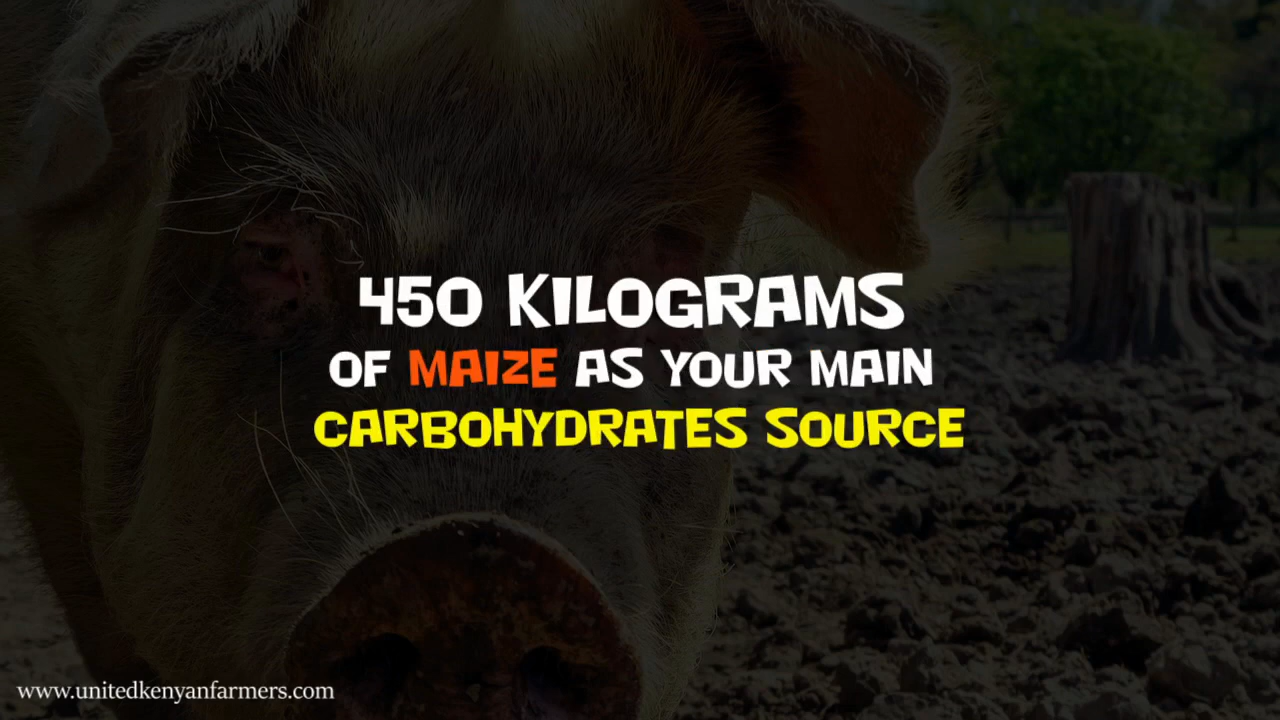 450 KILOGRAMS
OF MAIZE AS YOUR MAIN
CARBOHYDRATES SOURCE
www.unitedkenyanfarmers.com